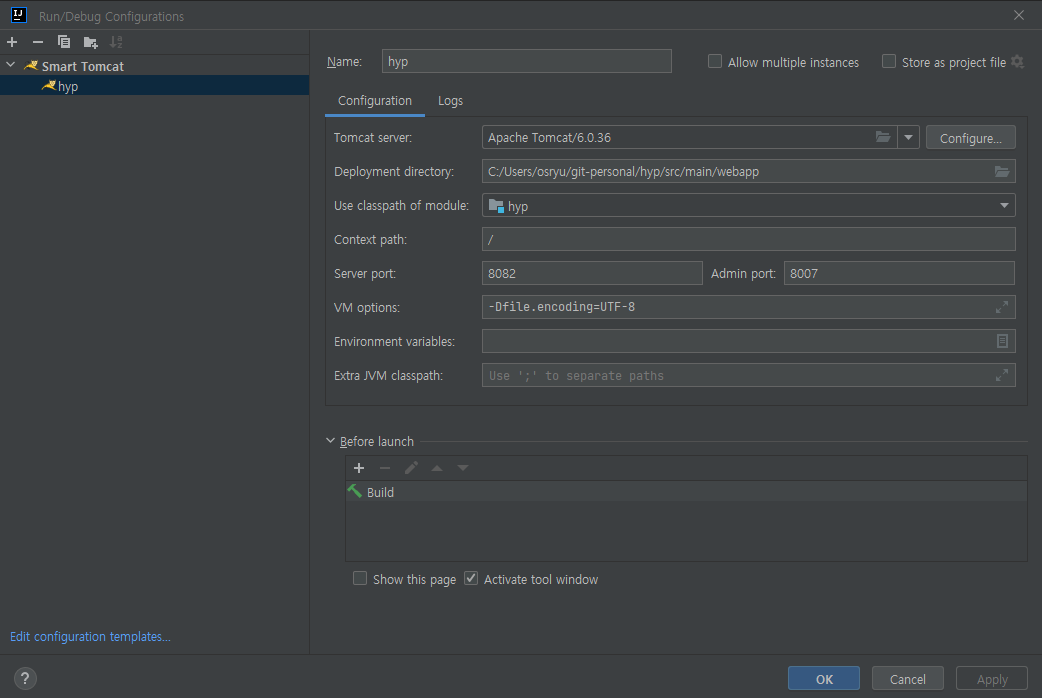 Run/Debug Configurations
Smart Tomcat
hyp
Name: hyp Allow multiple instances Store as project file
Configuration Logs
Tomcat server: Apache Tomcat/6.0.36 Configure...
Deployment directory: C:/Users/osryu/git-personal/hyp/src/main/webapp
Use classpath of module: hyp
Context path: /
Server port: 8082 Admin port: 8007
VM options: -Dfile.encoding=UTF-8
Environment variables:
Extra JVM classpath: Use ';' to separate paths
Before launch
Build
Show this page Activate tool window
Edit configuration templates...
? OK Cancel Apply